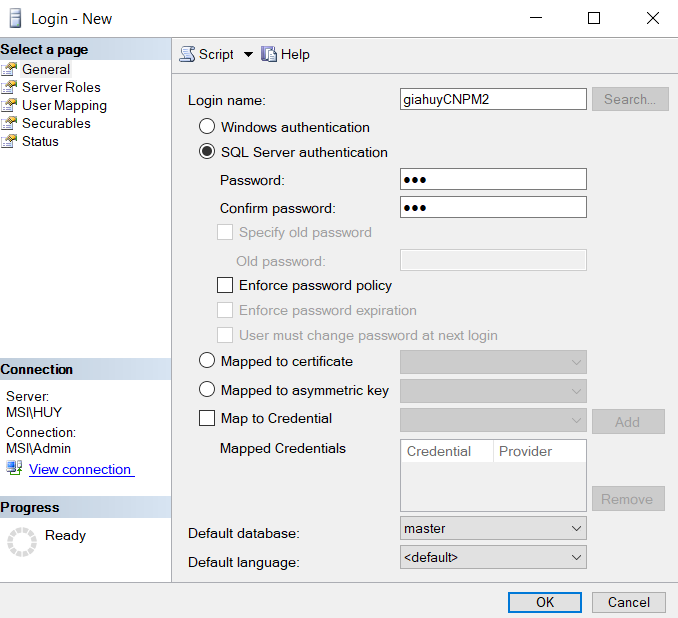 Login - New
Select a page
General
Server Roles
User Mapping
Securables
Status
Connection
Server:
MSI\HUY
Connection:
MSI\Admin
View connection
Progress
Ready
Script Help
Login name: giahuyCNPM2 Search...
Windows authentication
SQL Server authentication
Password: ●●●
Confirm password: ●●●
Specify old password
Old password:
Enforce password policy
Enforce password expiration
User must change password at next login
Mapped to certificate
Mapped to asymmetric key
Map to Credential Add
Mapped Credentials Credential Provider
Remove
Default database: master
Default language: <default>
OK Cancel